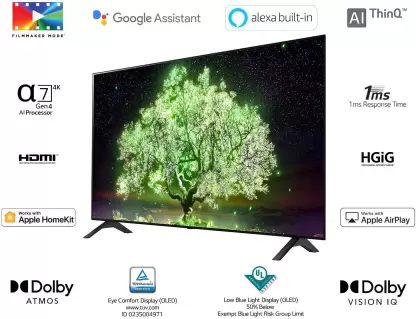 FILMMAKER MODE
Google Assistant
alexa built-in
AI ThinQ™
α7 4K
Gen4
AI Processor
1ms
1ms Response Time
HDMI
HGiG
Works with
Apple HomeKit
Works with
Apple AirPlay
Dolby
ATMOS
Eye Comfort Display (OLED)
www.tuv.com
ID 0235004971
Low Blue Light Display (OLED)
50% Below
Exempt Blue Light Risk Group Limit
Dolby
VISION IQ